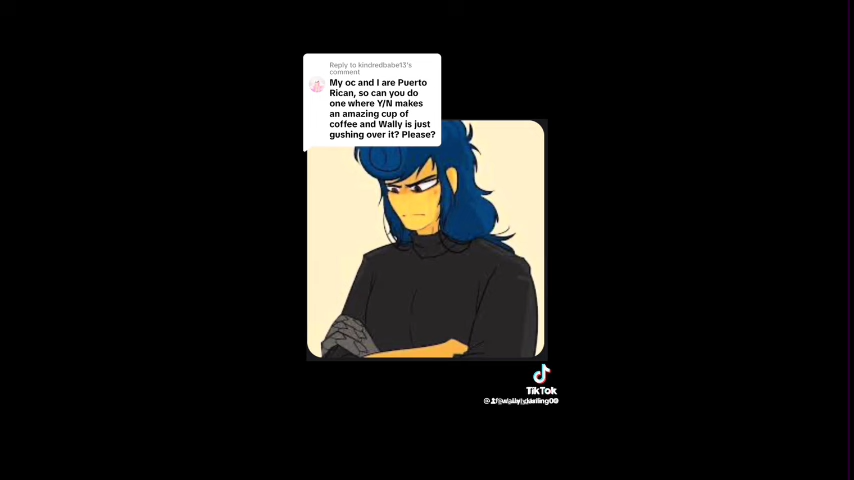 Reply to kindredbabe13's
comment
My oc and I are Puerto
Rican, so can you do
one where Y/N makes
an amazing cup of
coffee and Wally is just
gushing over it? Please?
TikTok